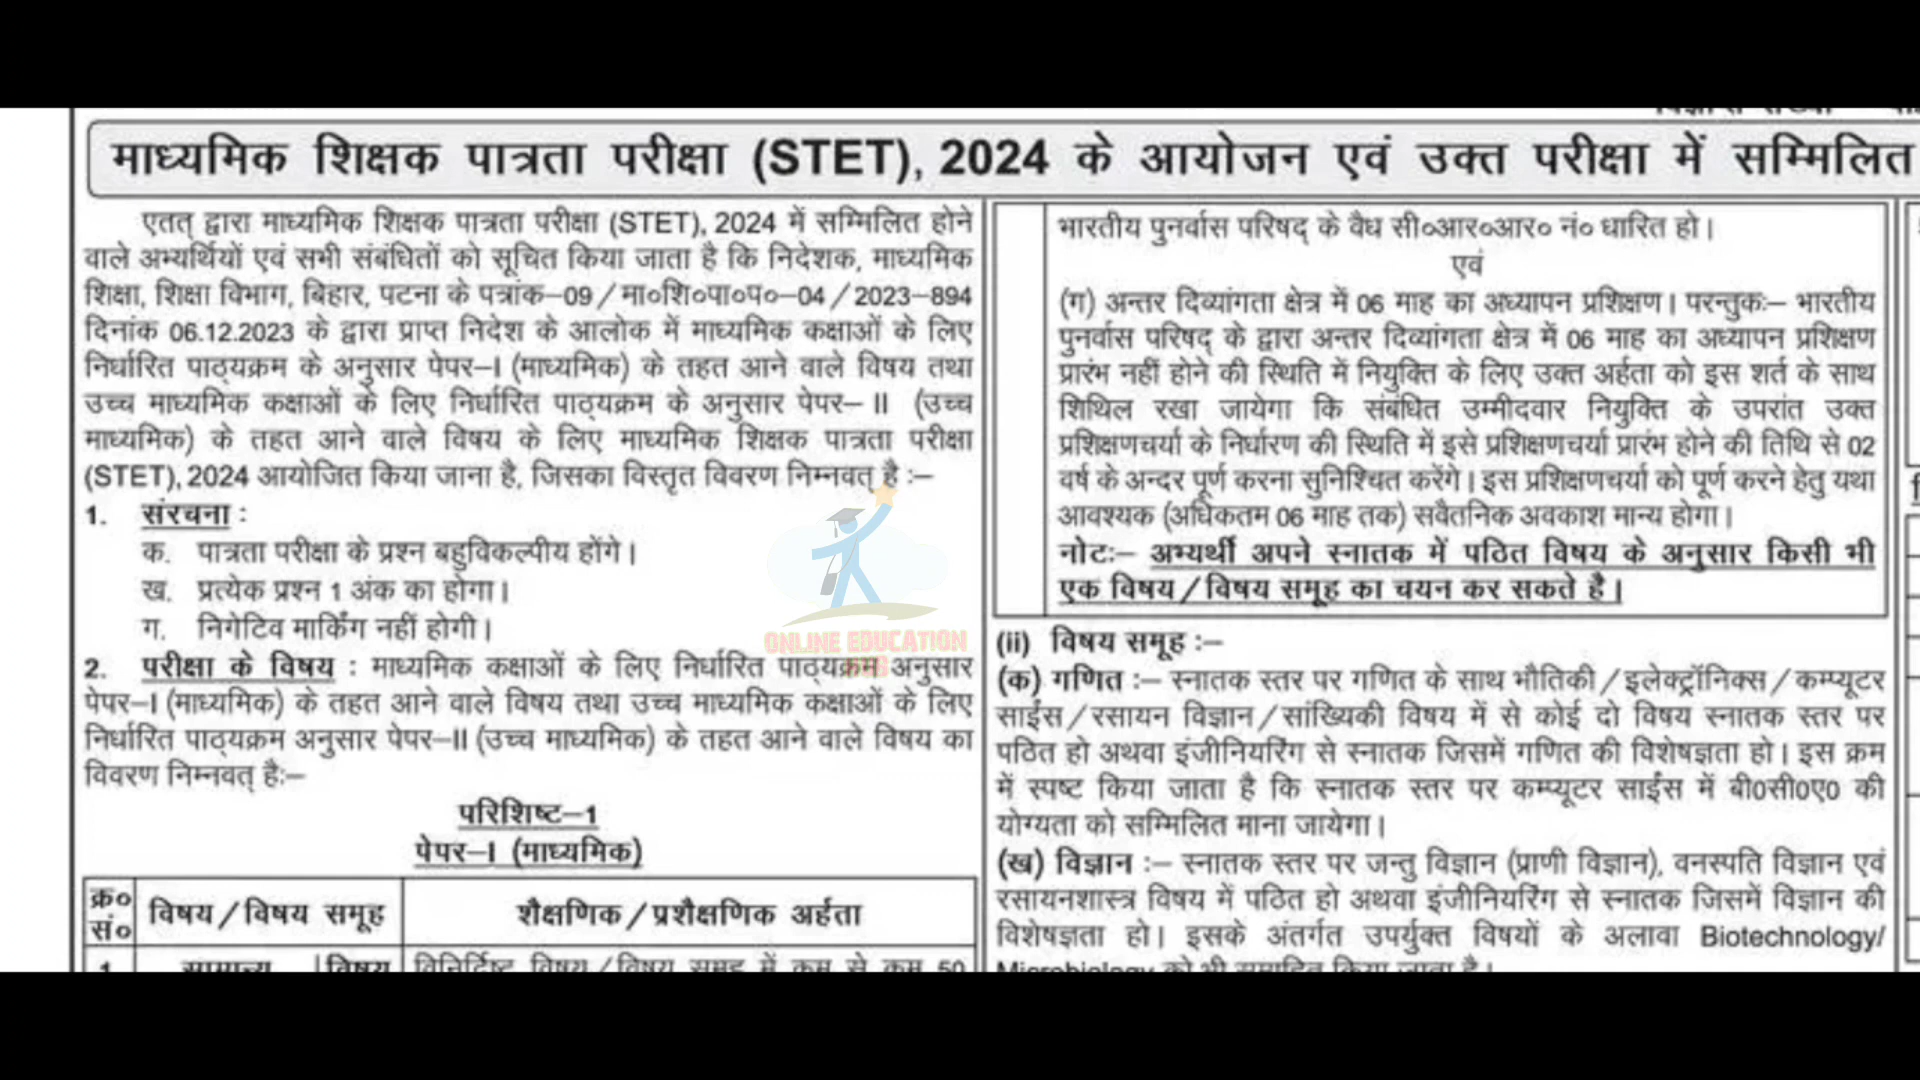 माध्यमिक शिक्षक पात्रता परीक्षा (STET), 2024 के आयोजन एवं उक्त परीक्षा में सम्मिलित
एतत् द्वारा माध्यमिक शिक्षक पात्रता परीक्षा (STET), 2024 में सम्मिलित होने
वाले अभ्यर्थियों एवं सभी संबंधितों को सूचित किया जाता है कि निदेशक, माध्यमिक
शिक्षा, शिक्षा विभाग, बिहार, पटना के पत्रांक–09/मा०शि०पा०प०–04/2023–894
दिनांक 06.12.2023 के द्वारा प्राप्त निदेश के आलोक में माध्यमिक कक्षाओं के लिए
निर्धारित पाठ्यक्रम के अनुसार पेपर–I (माध्यमिक) के तहत आने वाले विषय तथा
उच्च माध्यमिक कक्षाओं के लिए निर्धारित पाठ्यक्रम के अनुसार पेपर– II (उच्च
माध्यमिक) के तहत आने वाले विषय के लिए माध्यमिक शिक्षक पात्रता परीक्षा
(STET), 2024 आयोजित किया जाना है, जिसका विस्तृत विवरण निम्नवत् है :–
1. संरचना :
क. पात्रता परीक्षा के प्रश्न बहुविकल्पीय होंगे।
ख. प्रत्येक प्रश्न 1 अंक का होगा।
ग. निगेटिव मार्किंग नहीं होगी।
2. परीक्षा के विषय : माध्यमिक कक्षाओं के लिए निर्धारित पाठ्यक्रम अनुसार
पेपर–I (माध्यमिक) के तहत आने वाले विषय तथा उच्च माध्यमिक कक्षाओं के लिए
निर्धारित पाठ्यक्रम अनुसार पेपर–II (उच्च माध्यमिक) के तहत आने वाले विषय का
विवरण निम्नवत् है:–
परिशिष्ट–1
पेपर–I (माध्यमिक)
क्र० सं० विषय/विषय समूह शैक्षणिक/प्रशैक्षणिक अर्हता
1 सामान्य विषय विनिर्दिष्ट विषय/विषय समूह में कम से कम 50
भारतीय पुनर्वास परिषद् के वैध सी०आर०आर० नं० धारित हो।
एवं
(ग) अन्तर दिव्यांगता क्षेत्र में 06 माह का अध्यापन प्रशिक्षण। परन्तुक:– भारतीय
पुनर्वास परिषद् के द्वारा अन्तर दिव्यांगता क्षेत्र में 06 माह का अध्यापन प्रशिक्षण
प्रारंभ नहीं होने की स्थिति में नियुक्ति के लिए उक्त अर्हता को इस शर्त के साथ
शिथिल रखा जायेगा कि संबंधित उम्मीदवार नियुक्ति के उपरांत उक्त
प्रशिक्षणचर्या के निर्धारण की स्थिति में इसे प्रशिक्षणचर्या प्रारंभ होने की तिथि से 02
वर्ष के अन्दर पूर्ण करना सुनिश्चित करेंगे। इस प्रशिक्षणचर्या को पूर्ण करने हेतु यथा
आवश्यक (अधिकतम 06 माह तक) सवैतनिक अवकाश मान्य होगा।
नोट:– अभ्यर्थी अपने स्नातक में पठित विषय के अनुसार किसी भी
एक विषय/विषय समूह का चयन कर सकते है।
(ii) विषय समूह :–
(क) गणित :– स्नातक स्तर पर गणित के साथ भौतिकी/इलेक्ट्रॉनिक्स/कम्प्यूटर
साईंस/रसायन विज्ञान/सांख्यिकी विषय में से कोई दो विषय स्नातक स्तर पर
पठित हो अथवा इंजीनियरिंग से स्नातक जिसमें गणित की विशेषज्ञता हो। इस क्रम
में स्पष्ट किया जाता है कि स्नातक स्तर पर कम्प्यूटर साईंस में बी0सी0ए0 की
योग्यता को सम्मिलित माना जायेगा।
(ख) विज्ञान :– स्नातक स्तर पर जन्तु विज्ञान (प्राणी विज्ञान), वनस्पति विज्ञान एवं
रसायनशास्त्र विषय में पठित हो अथवा इंजीनियरिंग से स्नातक जिसमें विज्ञान की
विशेषज्ञता हो। इसके अंतर्गत उपर्युक्त विषयों के अलावा Biotechnology/
Microbiology को भी समाहित किया जाता है।
ONLINE EDUCATION
HUB